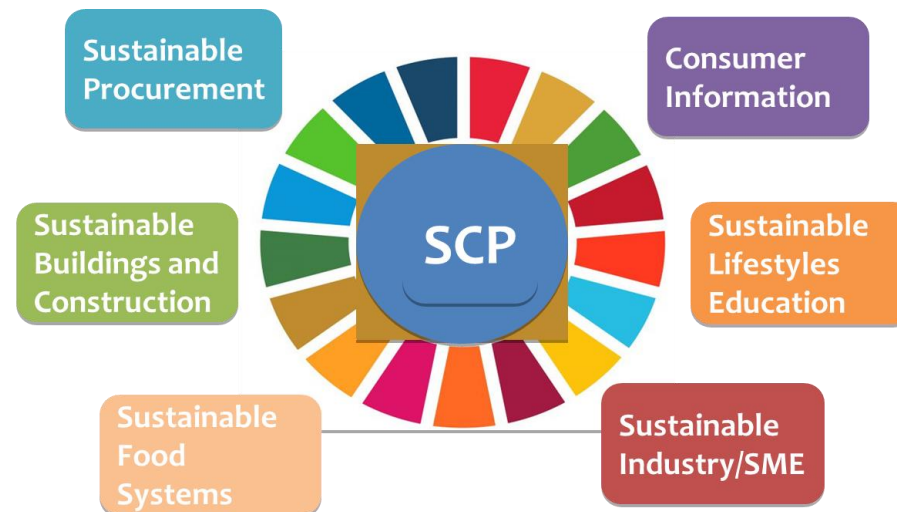 Sustainable
Procurement
Consumer
Information
SCP
Sustainable
Buildings and
Construction
Sustainable
Lifestyles
Education
Sustainable
Food
Systems
Sustainable
Industry/SME